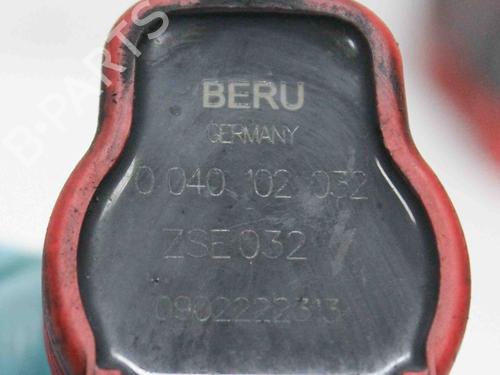 B-PARTS
BERU
GERMANY
0 040 102 032
ZSE 032
0902222313